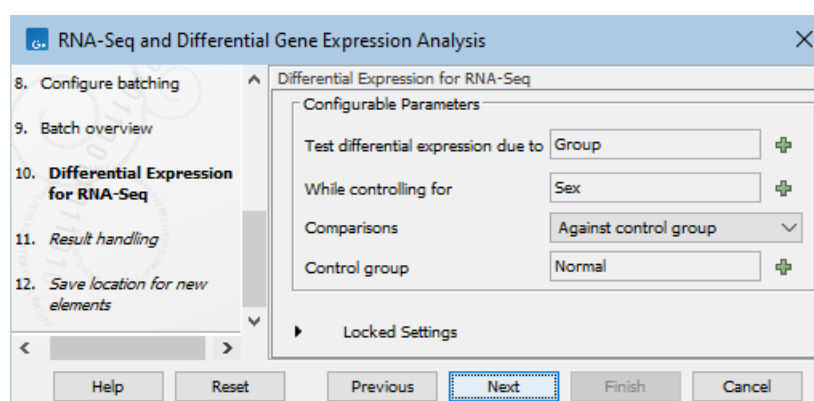 G.
RNA-Seq and Differential Gene Expression Analysis
8. Configure batching
9. Batch overview
10. Differential Expression
for RNA-Seq
11. Result handling
12. Save location for new
elements
Differential Expression for RNA-Seq
Configurable Parameters
Test differential expression due to Group
While controlling for Sex
Comparisons Against control group
Control group Normal
Locked Settings
Help Reset Previous Next Finish Cancel